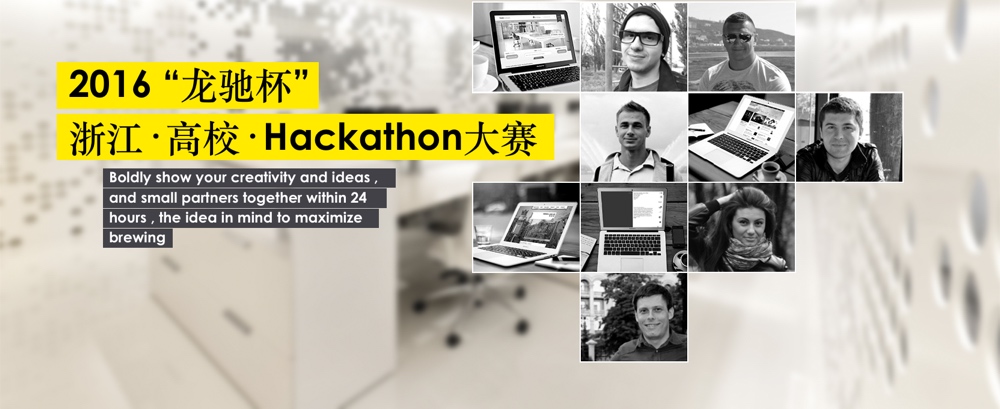 2016 “龙驰杯”
浙江·高校·Hackathon大赛
Boldly show your creativity and ideas ,
and small partners together within 24
hours , the idea in mind to maximize
brewing